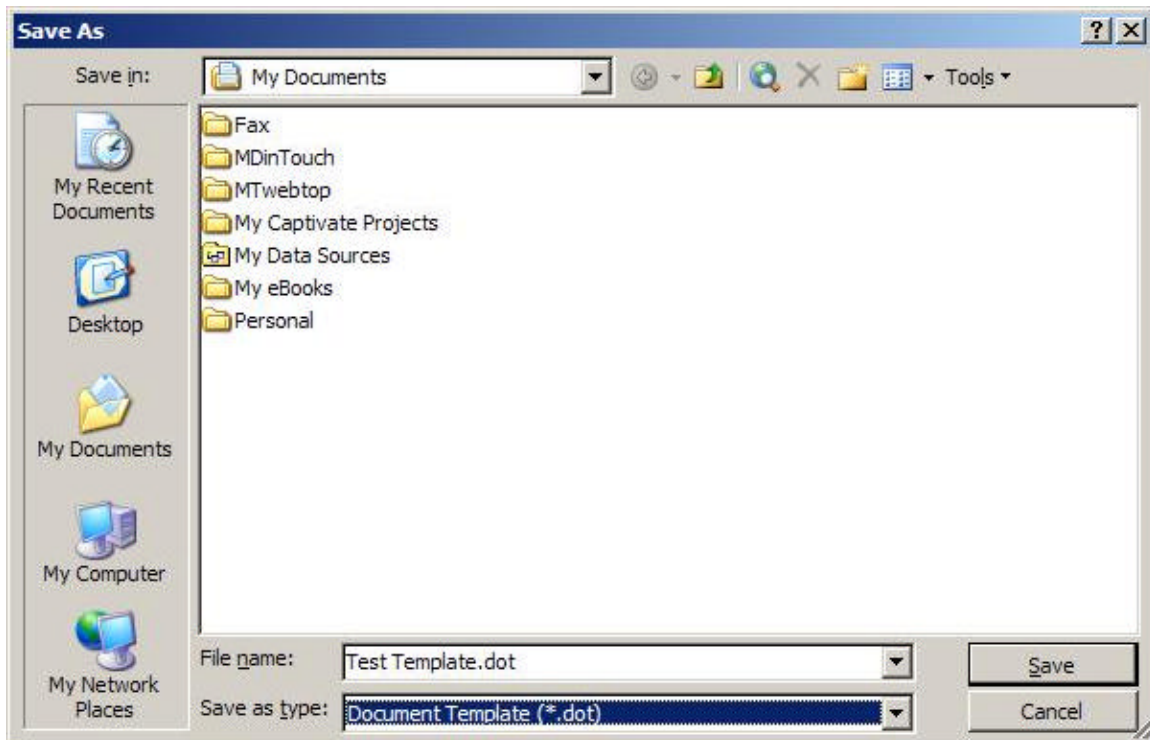 Save As
Save in:
My Documents
Tools
My Recent
Documents
Desktop
My Documents
My Computer
My Network
Places
Fax
MDinTouch
MTwebtop
My Captivate Projects
My Data Sources
My eBooks
Personal
File name:
Test Template.dot
Save
Save as type:
Document Template (*.dot)
Cancel